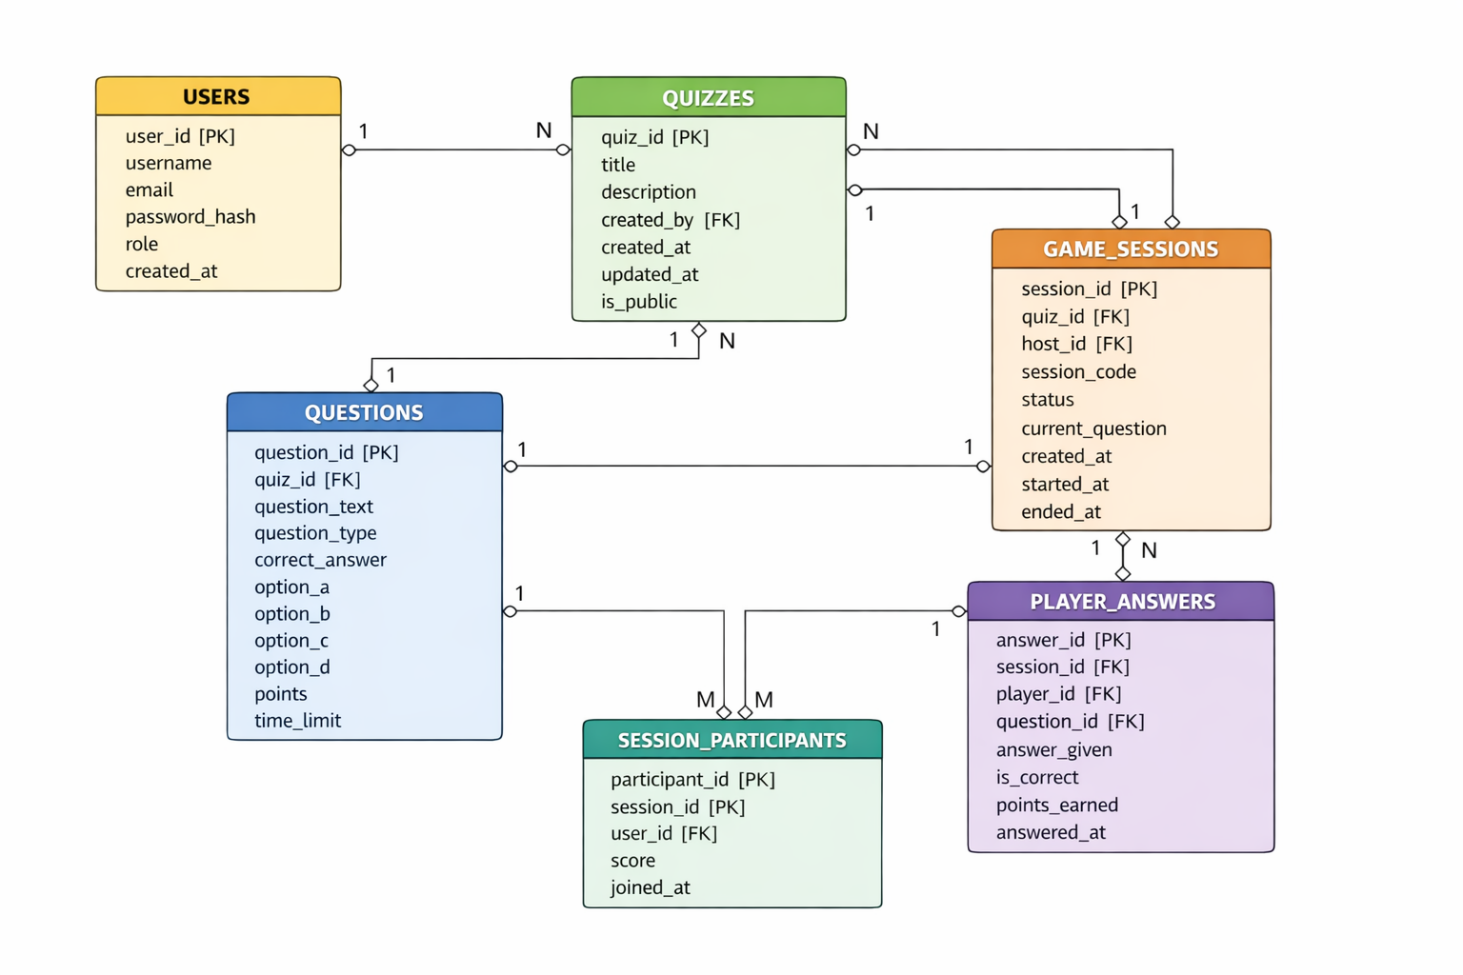 USERS
user_id [PK]
username
email
password_hash
role
created_at
1
N
QUIZZES
quiz_id [PK]
title
description
created_by [FK]
created_at
updated_at
is_public
N
1
1
1
N
1
GAME_SESSIONS
session_id [PK]
quiz_id [FK]
host_id [FK]
session_code
status
current_question
created_at
started_at
ended_at
QUESTIONS
question_id [PK]
quiz_id [FK]
question_text
question_type
correct_answer
option_a
option_b
option_c
option_d
points
time_limit
1
1
1
N
1
1
M
M
SESSION_PARTICIPANTS
participant_id [PK]
session_id [PK]
user_id [FK]
score
joined_at
PLAYER_ANSWERS
answer_id [PK]
session_id [FK]
player_id [FK]
question_id [FK]
answer_given
is_correct
points_earned
answered_at